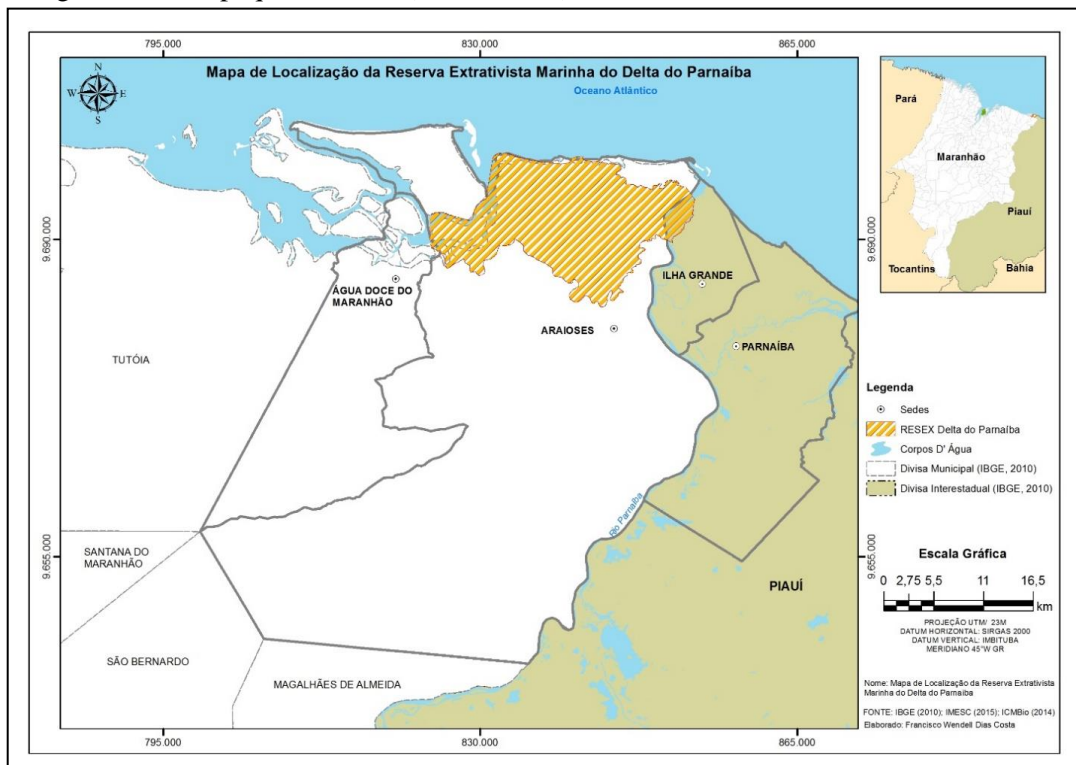 795.000
830.000
865.000
Mapa de Localização da Reserva Extrativista Marinha do Delta do Parnaíba
Oceano Atlântico
N
W
E
S
9.690.000
9.690.000
ÁGUA DOCE DO
MARANHÃO
ILHA GRANDE
ARAIOSES
PARNAÍBA
TUTÓIA
Rio Parnaíba
9.655.000
9.655.000
SANTANA DO
MARANHÃO
PIAUÍ
SÃO BERNARDO
MAGALHÃES DE ALMEIDA
795.000
830.000
865.000
Pará
Maranhão
Piauí
Tocantins
Bahia
Legenda
Sedes
RESEX Delta do Parnaíba
Corpos D' Água
Divisa Municipal (IBGE, 2010)
Divisa Interestadual (IBGE, 2010)
Escala Gráfica
0 2,75 5,5 11 16,5
km
PROJEÇÃO UTM/ 23M
DATUM HORIZONTAL: SIRGAS 2000
DATUM VERTICAL: IMBITUBA
MERIDIANO 45°W GR
Nome: Mapa de Localização da Reserva Extrativista
Marinha do Delta do Parnaíba
FONTE: IBGE (2010); IMESC (2015); ICMBio (2014)
Elaborado: Francisco Wendell Dias Costa